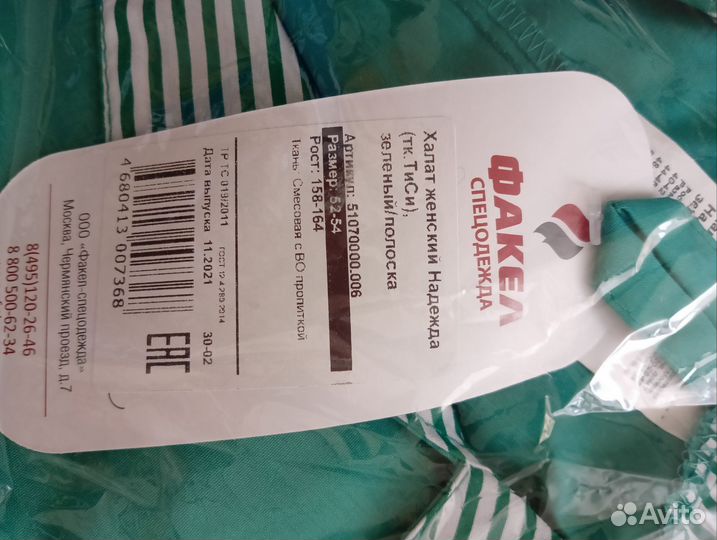 ФАКЕЛ
СПЕЦОДЕЖДА
Халат женский Надежда
(тк.ТиСи),
зеленый/полоска
Артикул: 51070000.006
Размер: 52-54
Рост: 158-164
Ткань: Смесовая с ВО пропиткой
ТР ТС 019/2011
ГОСТ 12.4.280-2014
Дата выпуска 11.2021
30-02
4 680413 007368
EAC
ООО «Факел-спецодежда»
Москва, Чермянский проезд, д.7
8(495)120-26-46
8 800 500-62-34
Avito